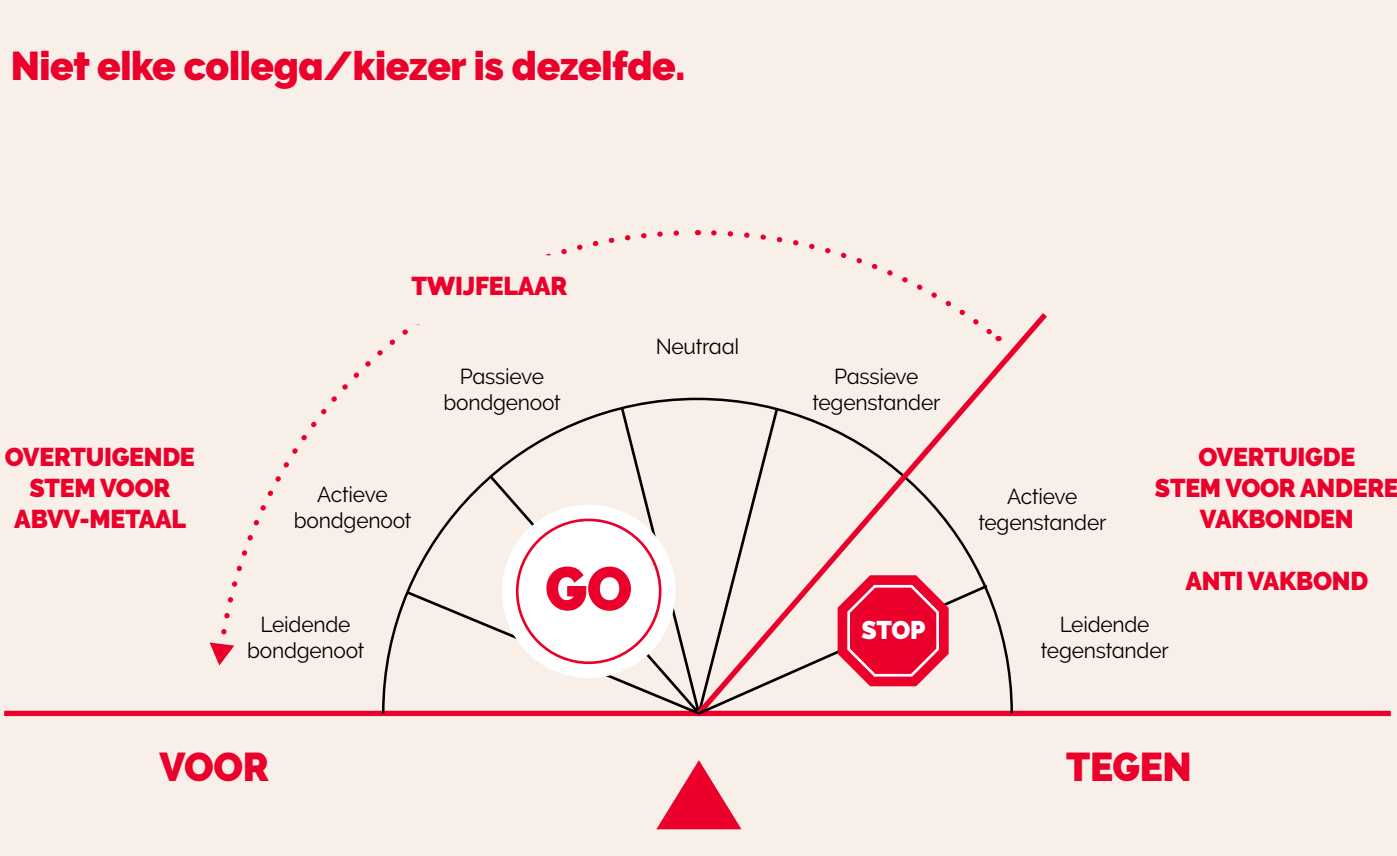 Niet elke collega/kiezer is dezelfde.
TWIJFELAAR
Neutraal
Passieve
bondgenoot
Passieve
tegenstander
OVERTUIGENDE
STEM VOOR
ABVV-METAAL
Actieve
bondgenoot
Actieve
tegenstander
OVERTUIGDE
STEM VOOR ANDERE
VAKBONDEN
ANTI VAKBOND
GO
STOP
Leidende
bondgenoot
Leidende
tegenstander
VOOR
TEGEN